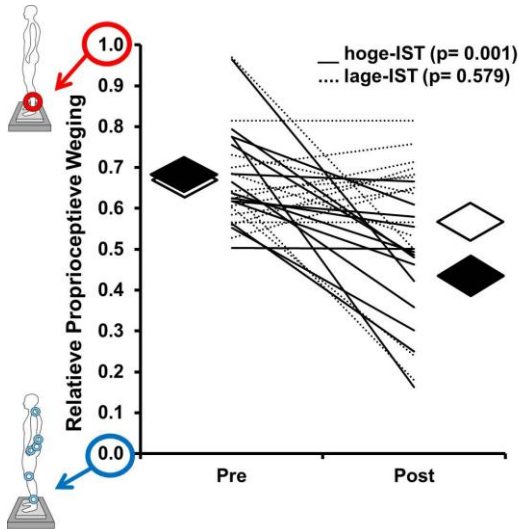 1.0
hoge-IST (p= 0.001)
lage-IST (p= 0.579)
0.9
0.8
0.7
0.6
0.5
0.4
0.3
0.2
0.1
0.0
Relatieve Proprioceptieve Weging
Pre Post